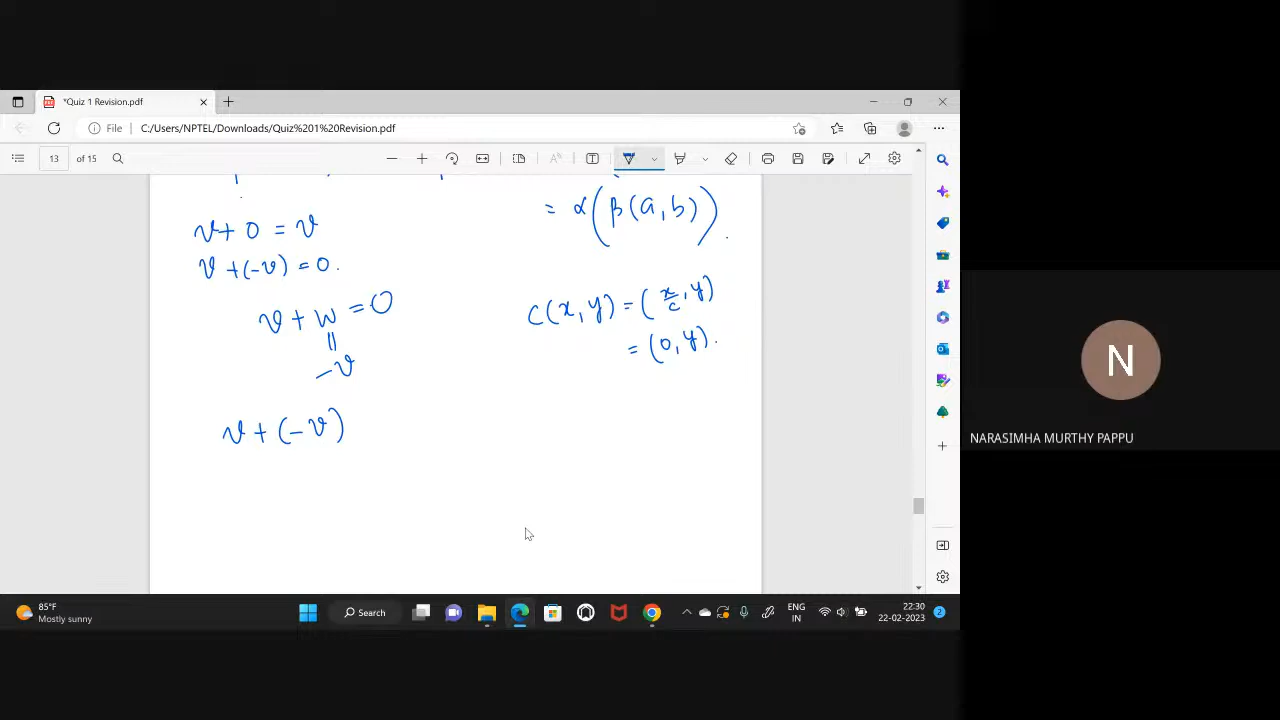 *Quiz 1 Revision.pdf
File C:/Users/NPTEL/Downloads/Quiz%201%20Revision.pdf
13 of 15
= α(β(a, b)).
v + 0 = v
v + (-v) = 0.
v + w = 0
||
-v
c(x, y) = (x/c, y)
= (0, y).
v + (-v)
N
NARASIMHA MURTHY PAPPU
85°F
Mostly sunny
Search
ENG
IN
22:30
22-02-2023
2